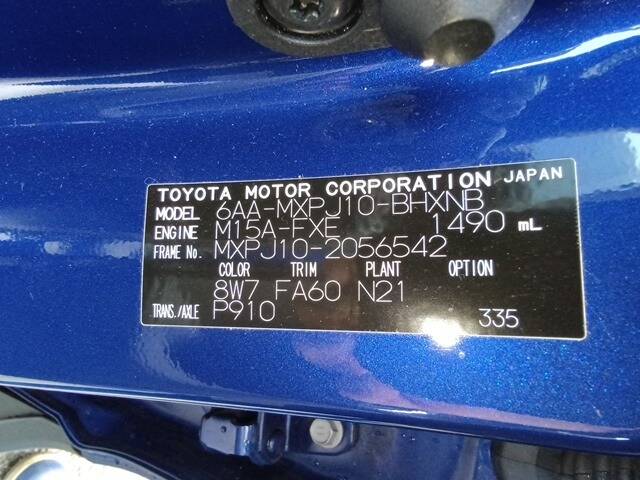 TOYOTA MOTOR CORPORATION JAPAN
MODEL 6AA-MXPJ10-BHXNB
ENGINE M15A-FXE 1490 mL
FRAME No. MXPJ10-2056542
COLOR TRIM PLANT OPTION
8W7 FA60 N21
TRANS./AXLE P910 335